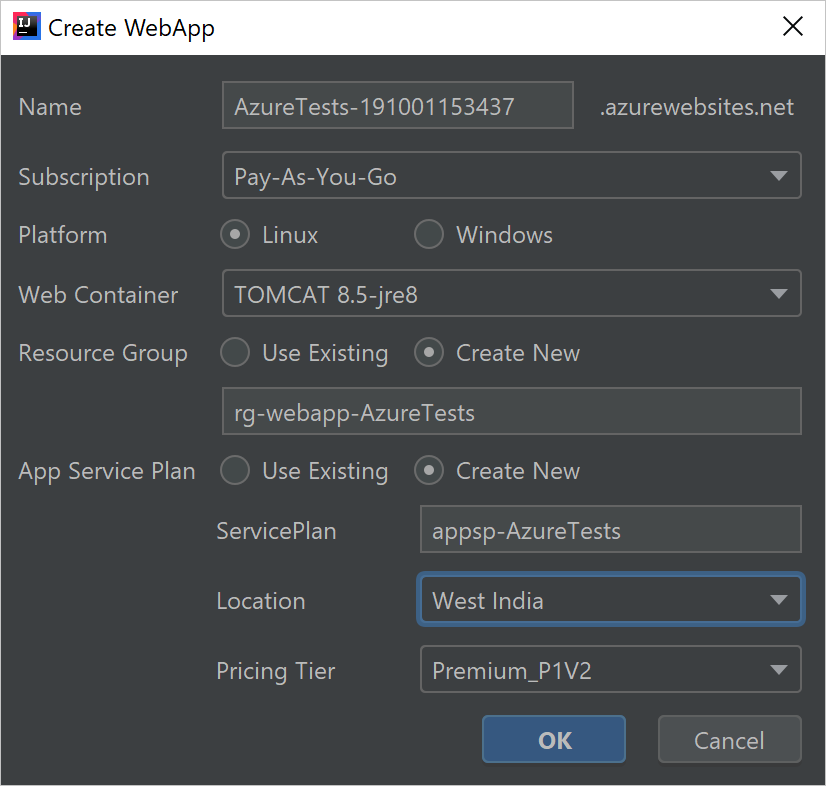 IJ Create WebApp
Name AzureTests-191001153437 .azurewebsites.net
Subscription Pay-As-You-Go
Platform Linux Windows
Web Container TOMCAT 8.5-jre8
Resource Group Use Existing Create New
rg-webapp-AzureTests
App Service Plan Use Existing Create New
ServicePlan appsp-AzureTests
Location West India
Pricing Tier Premium_P1V2
OK Cancel